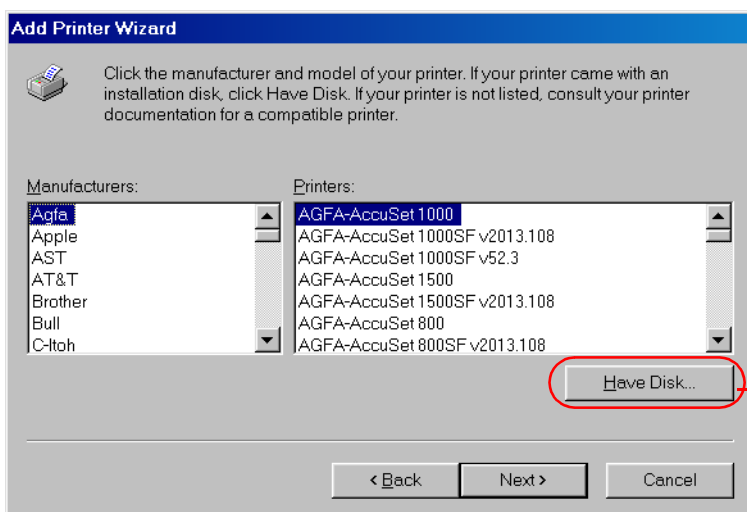 Add Printer Wizard
Click the manufacturer and model of your printer. If your printer came with an
installation disk, click Have Disk. If your printer is not listed, consult your printer
documentation for a compatible printer.
Manufacturers:
Printers:
Agfa
Apple
AST
AT&T
Brother
Bull
C-Itoh
AGFA-AccuSet 1000
AGFA-AccuSet 1000SF v2013.108
AGFA-AccuSet 1000SF v52.3
AGFA-AccuSet 1500
AGFA-AccuSet 1500SF v2013.108
AGFA-AccuSet 800
AGFA-AccuSet 800SF v2013.108
Have Disk...
< Back
Next >
Cancel